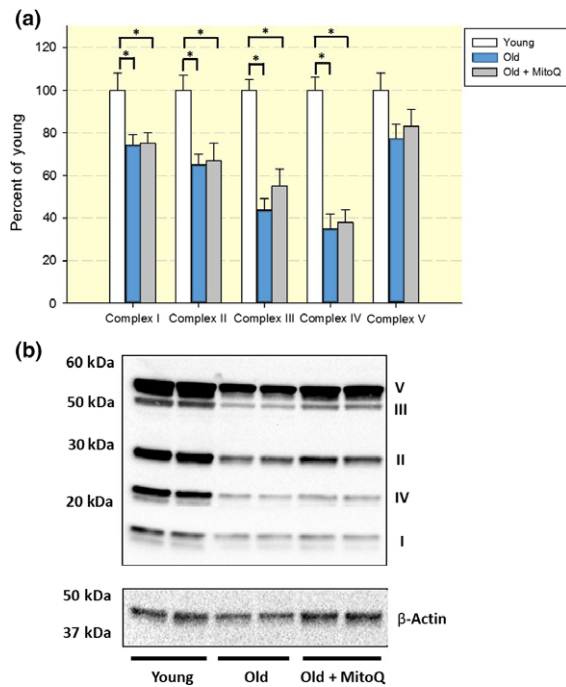 (a)
* * * * * * * *
120
100
80
60
40
20
0
Percent of young
Complex I Complex II Complex III Complex IV Complex V
Young
Old
Old + MitoQ
(b)
60 kDa
50 kDa
30 kDa
20 kDa
V
III
II
IV
I
50 kDa
37 kDa
β-Actin
Young Old Old + MitoQ